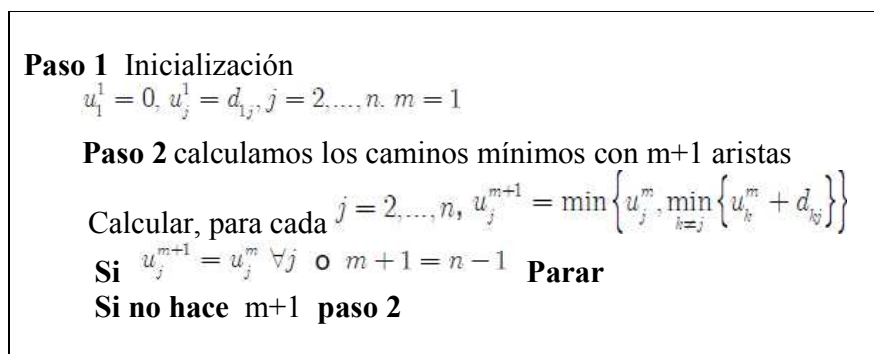 Paso 1 Inicialización
u_1^1 = 0, u_j^1 = d_{1j}, j = 2,...,n. m = 1
Paso 2 calculamos los caminos mínimos con m+1 aristas
Calcular, para cada j = 2,...,n, u_j^{m+1} = min{u_j^m, min_{k≠j}{u_k^m + d_{kj}}}
Si u_j^{m+1} = u_j^m ∀j o m + 1 = n − 1 Parar
Si no hace m+1 paso 2